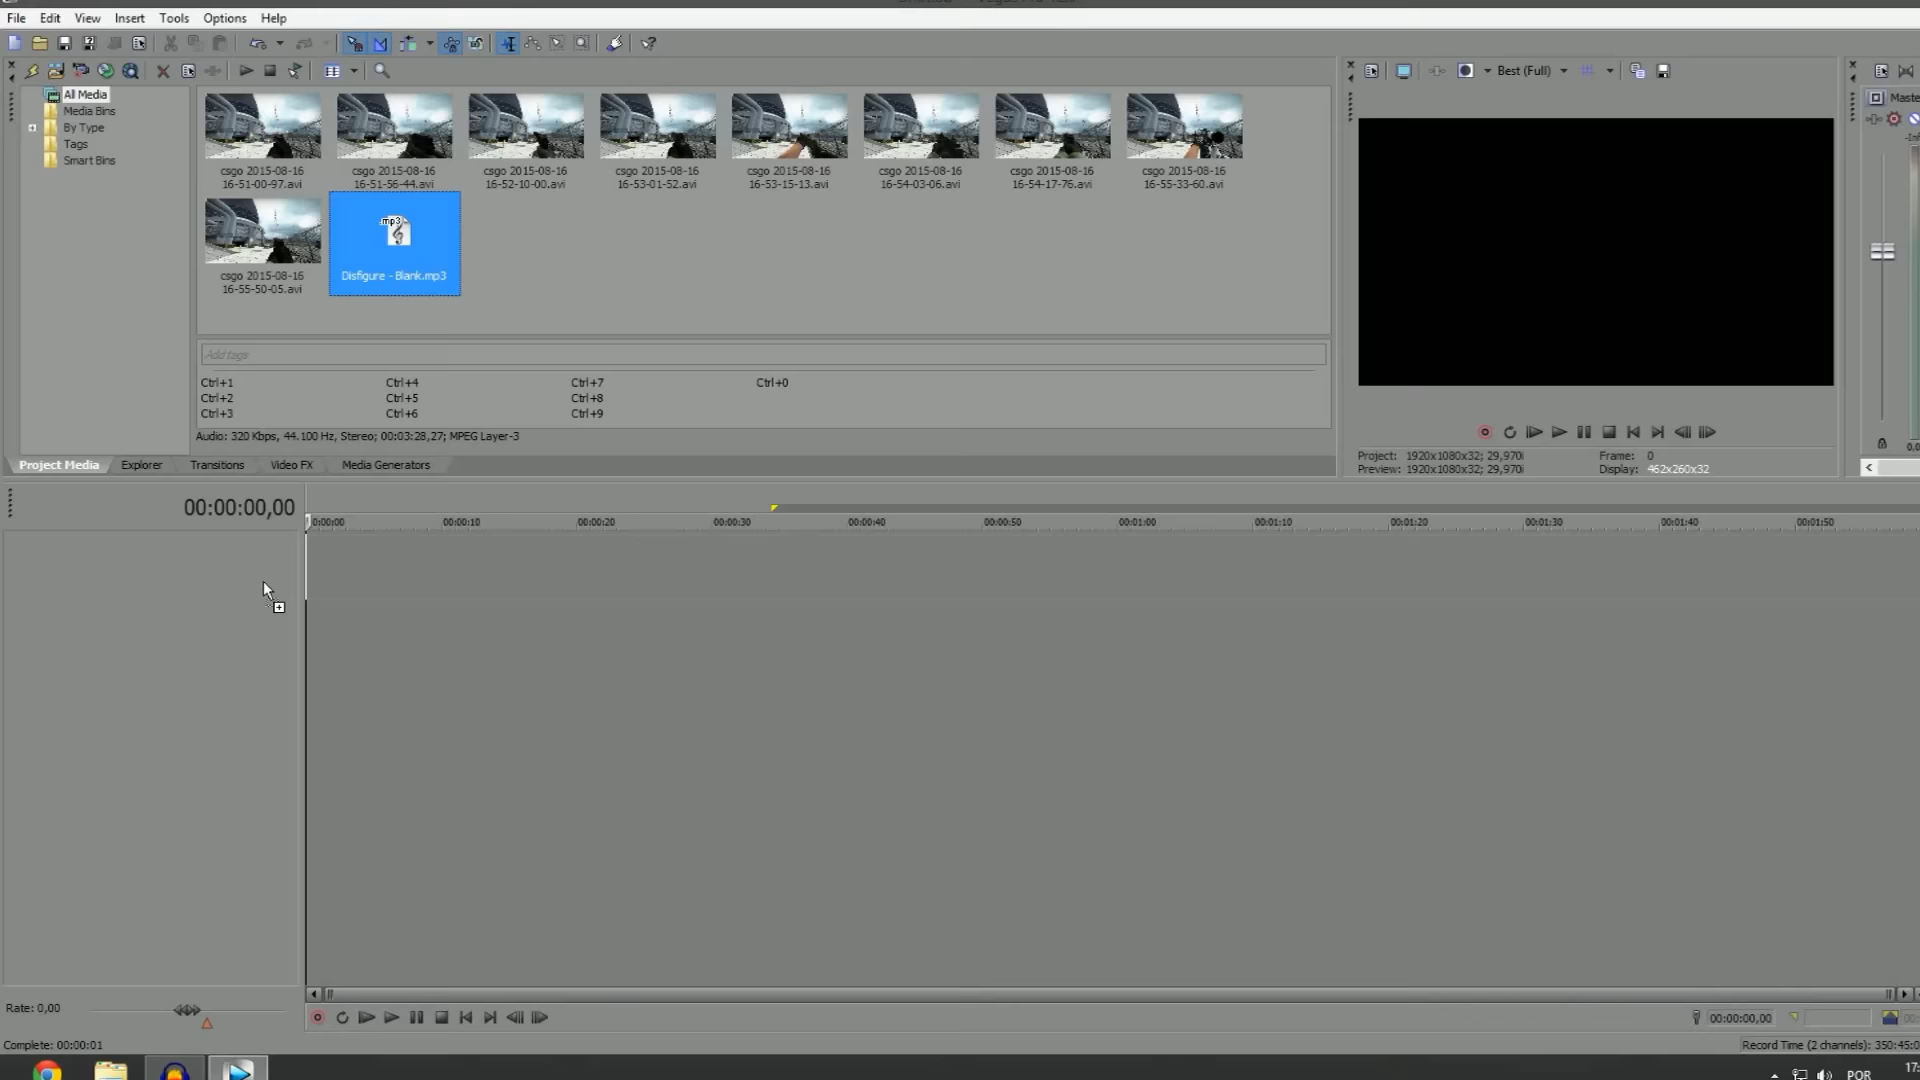 File Edit View Insert Tools Options Help
Best (Full)
Master
All Media
Media Bins
By Type
Tags
Smart Bins
csgo 2015-08-16
16-51-00-97.avi
csgo 2015-08-16
16-51-56-44.avi
csgo 2015-08-16
16-52-10-00.avi
csgo 2015-08-16
16-53-01-52.avi
csgo 2015-08-16
16-53-15-13.avi
csgo 2015-08-16
16-54-03-06.avi
csgo 2015-08-16
16-54-17-76.avi
csgo 2015-08-16
16-55-33-60.avi
csgo 2015-08-16
16-55-50-05.avi
mp3
Disfigure - Blank.mp3
Add tags
Ctrl+1 Ctrl+4 Ctrl+7 Ctrl+0
Ctrl+2 Ctrl+5 Ctrl+8
Ctrl+3 Ctrl+6 Ctrl+9
Audio: 320 Kbps, 44.100 Hz, Stereo; 00:03:28,27; MPEG Layer-3
Project Media Explorer Transitions Video FX Media Generators
Project: 1920x1080x32; 29,970i Frame: 0
Preview: 1920x1080x32; 29,970i Display: 462x260x32
00:00:00,00
0:00:00 00:00:10 00:00:20 00:00:30 00:00:40 00:00:50 00:01:00 00:01:10 00:01:20 00:01:30 00:01:40 00:01:50
Rate: 0,00
00:00:00,00
Complete: 00:00:01
Record Time (2 channels): 350:45:0
POR
17: